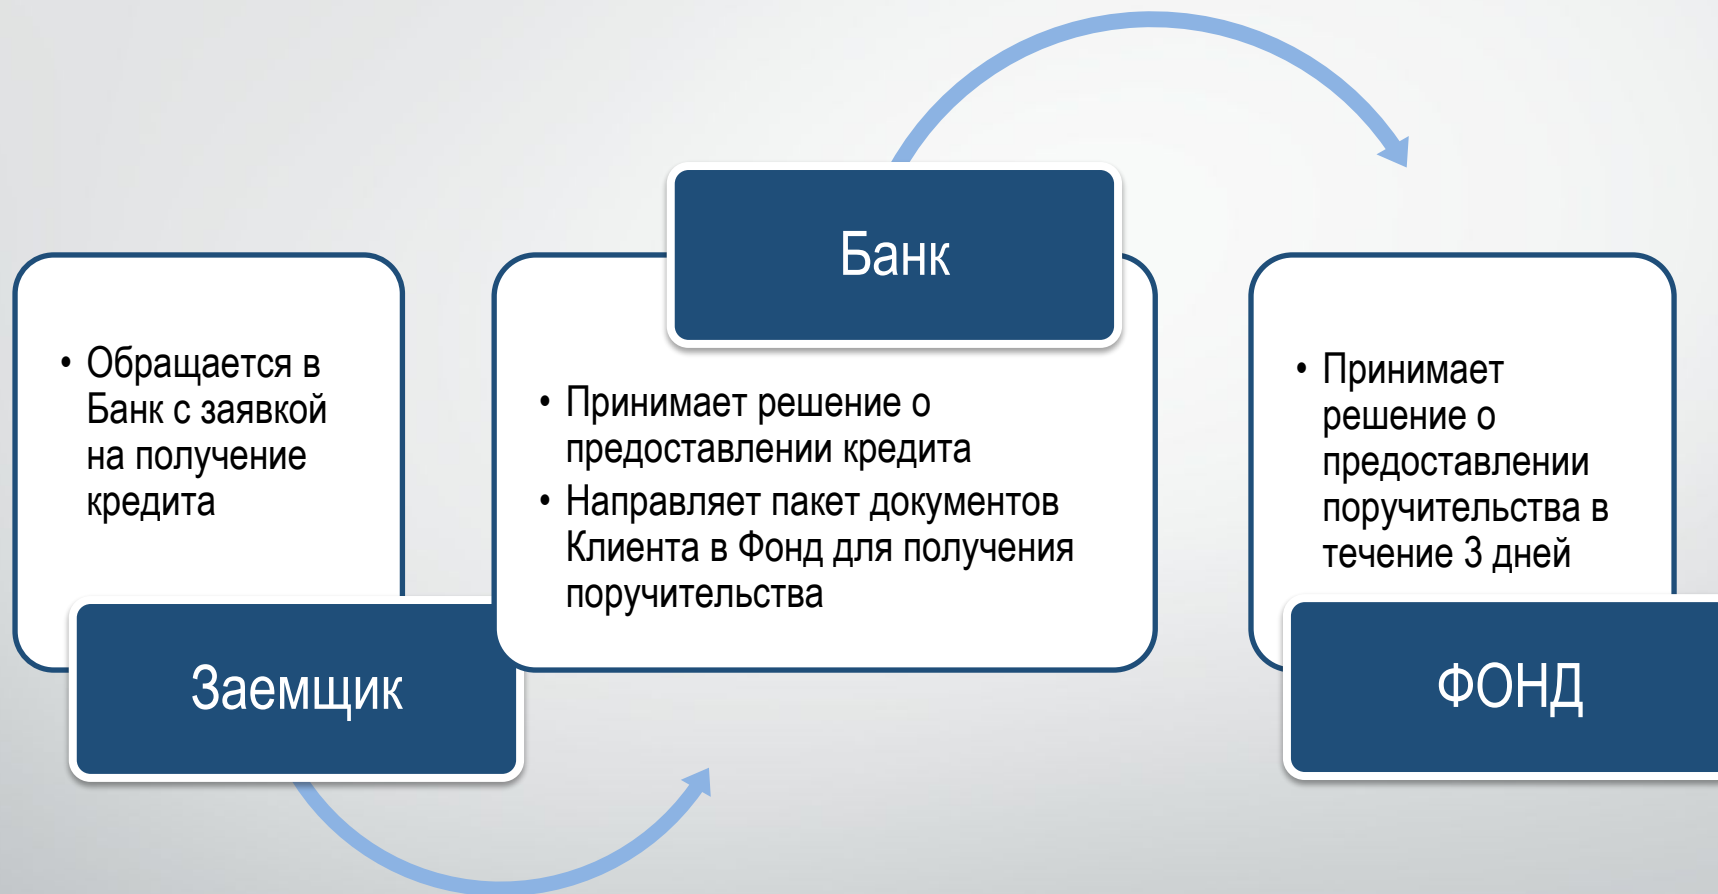 • Обращается в
Банк с заявкой
на получение
кредита
Заемщик
Банк
• Принимает решение о
предоставлении кредита
• Направляет пакет документов
Клиента в Фонд для получения
поручительства
• Принимает
решение о
предоставлении
поручительства в
течение 3 дней
ФОНД